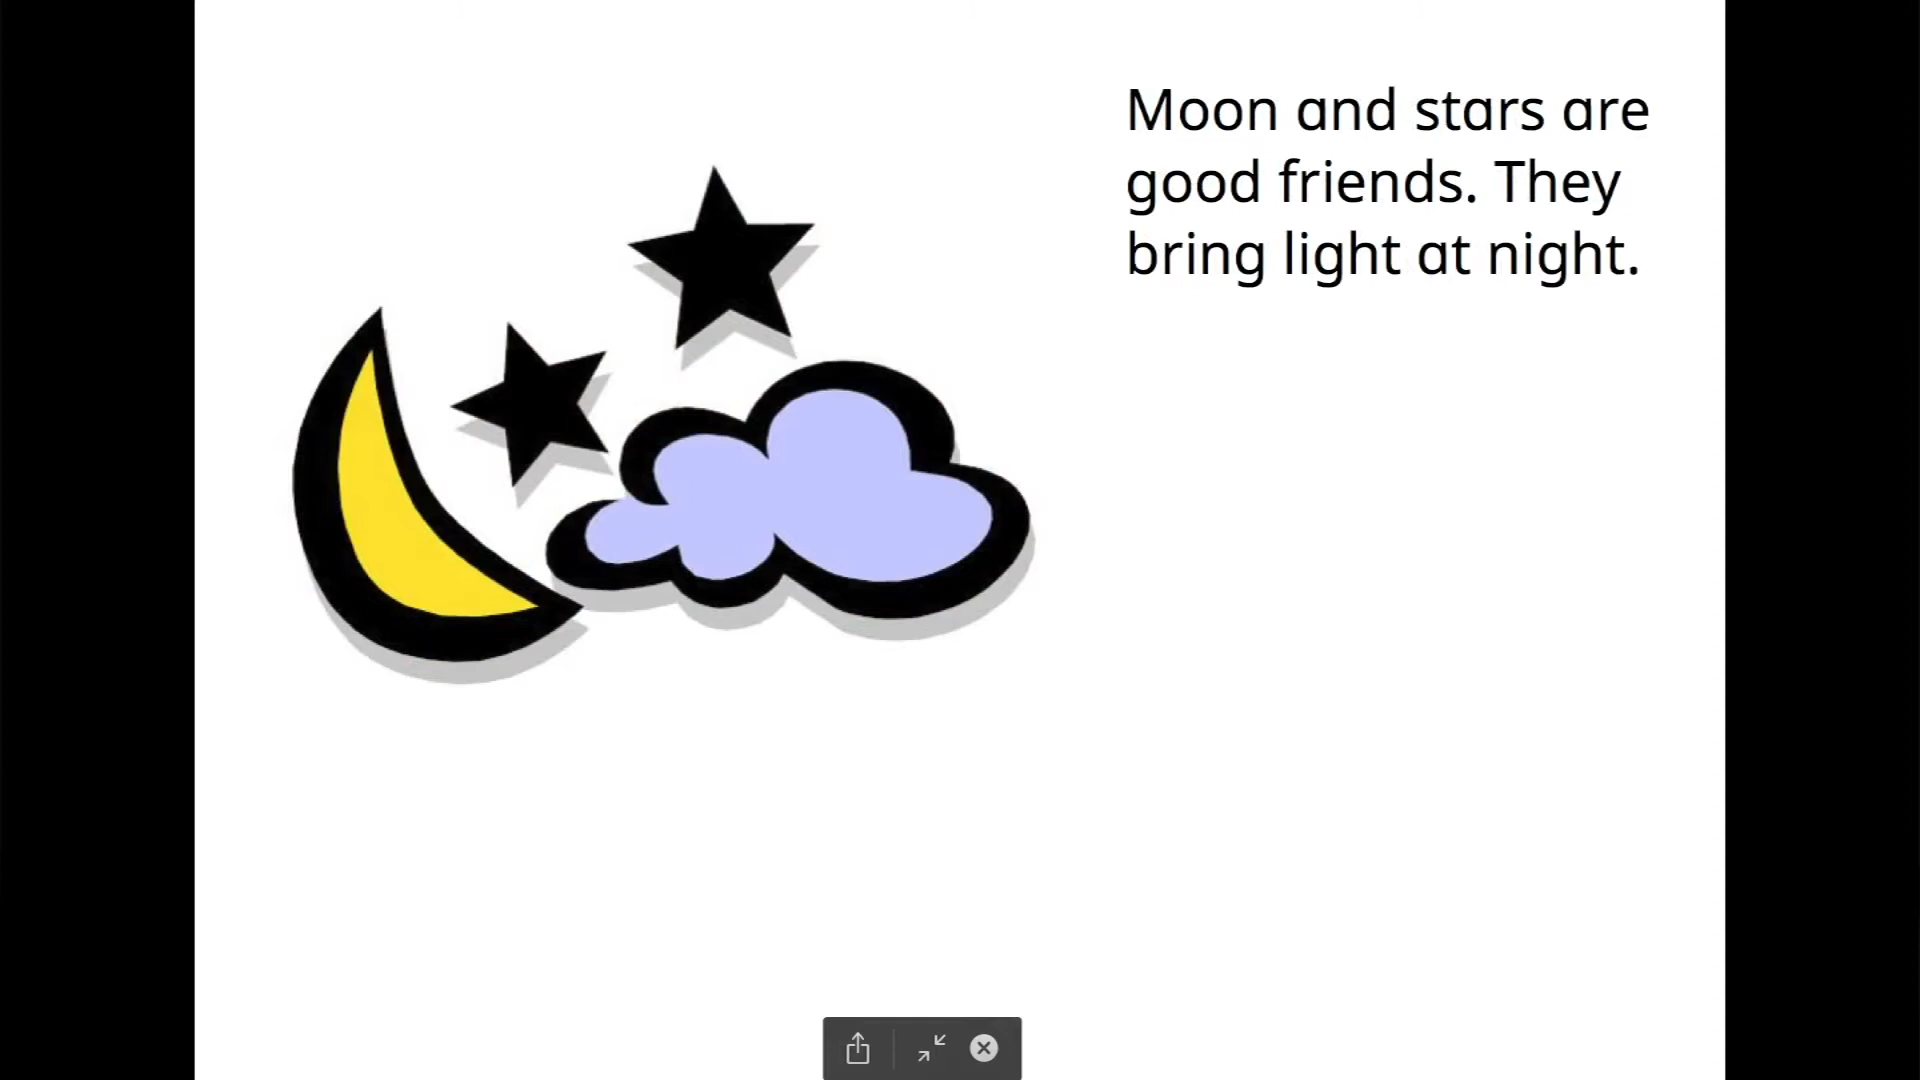 Moon and stars are
good friends. They
bring light at night.